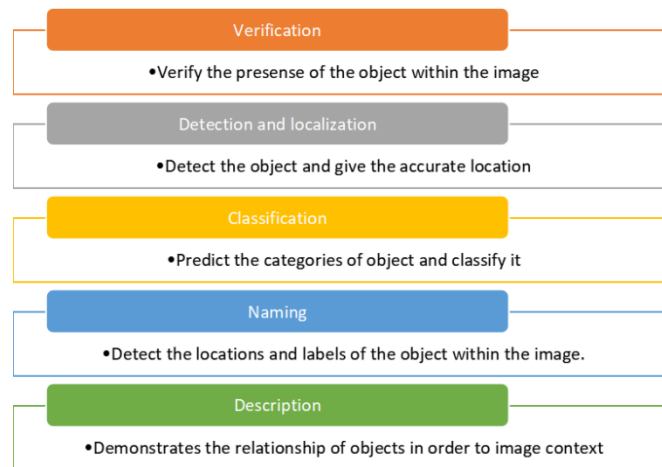 Verification
•Verify the presense of the object within the image
Detection and localization
•Detect the object and give the accurate location
Classification
•Predict the categories of object and classify it
Naming
•Detect the locations and labels of the object within the image.
Description
•Demonstrates the relationship of objects in order to image context